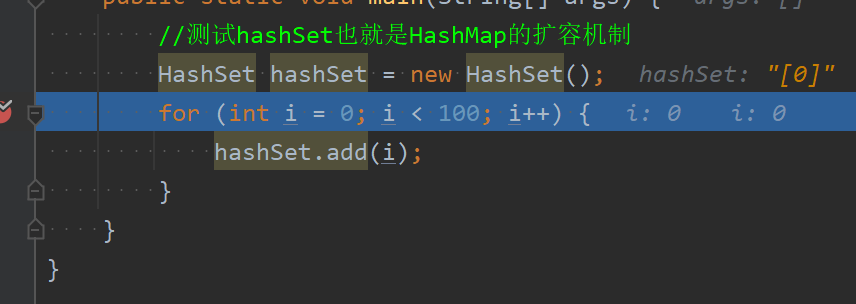 public static void main(String[] args) { args: []
//测试hashSet也就是HashMap的扩容机制
HashSet hashSet = new HashSet(); hashSet: "[0]"
for (int i = 0; i < 100; i++) { i: 0 i: 0
hashSet.add(i);
}
}
}